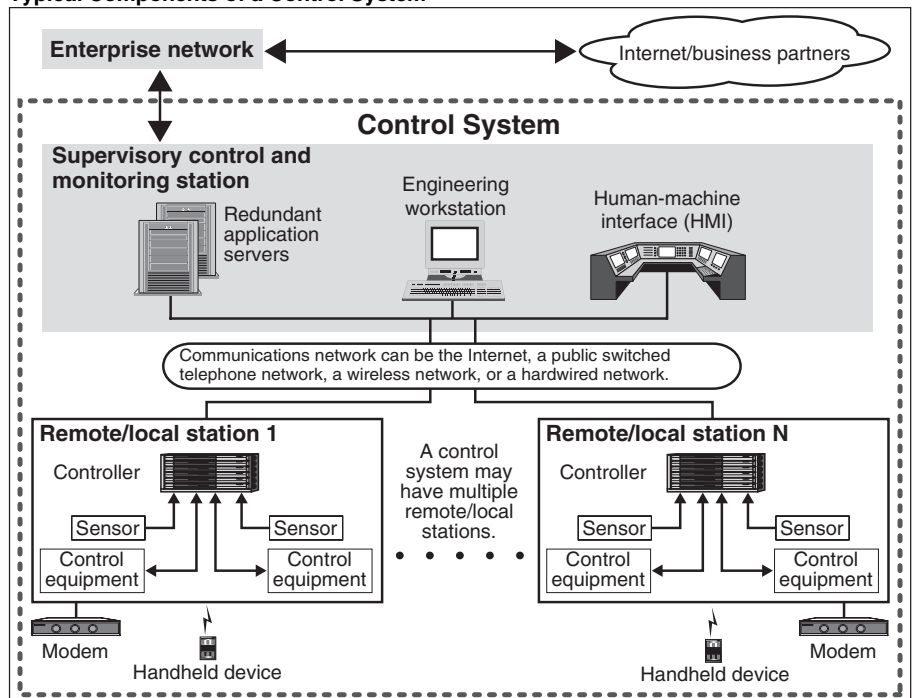 Typical Components of a Control System
Enterprise network
Internet/business partners
Control System
Supervisory control and
monitoring station
Redundant
application
servers
Engineering
workstation
Human-machine
interface (HMI)
Communications network can be the Internet, a public switched
telephone network, a wireless network, or a hardwired network.
Remote/local station 1
Controller
Sensor
Sensor
Control
equipment
Control
equipment
Modem
Handheld device
A control
system may
have multiple
remote/local
stations.
Remote/local station N
Controller
Sensor
Sensor
Control
equipment
Control
equipment
Handheld device
Modem